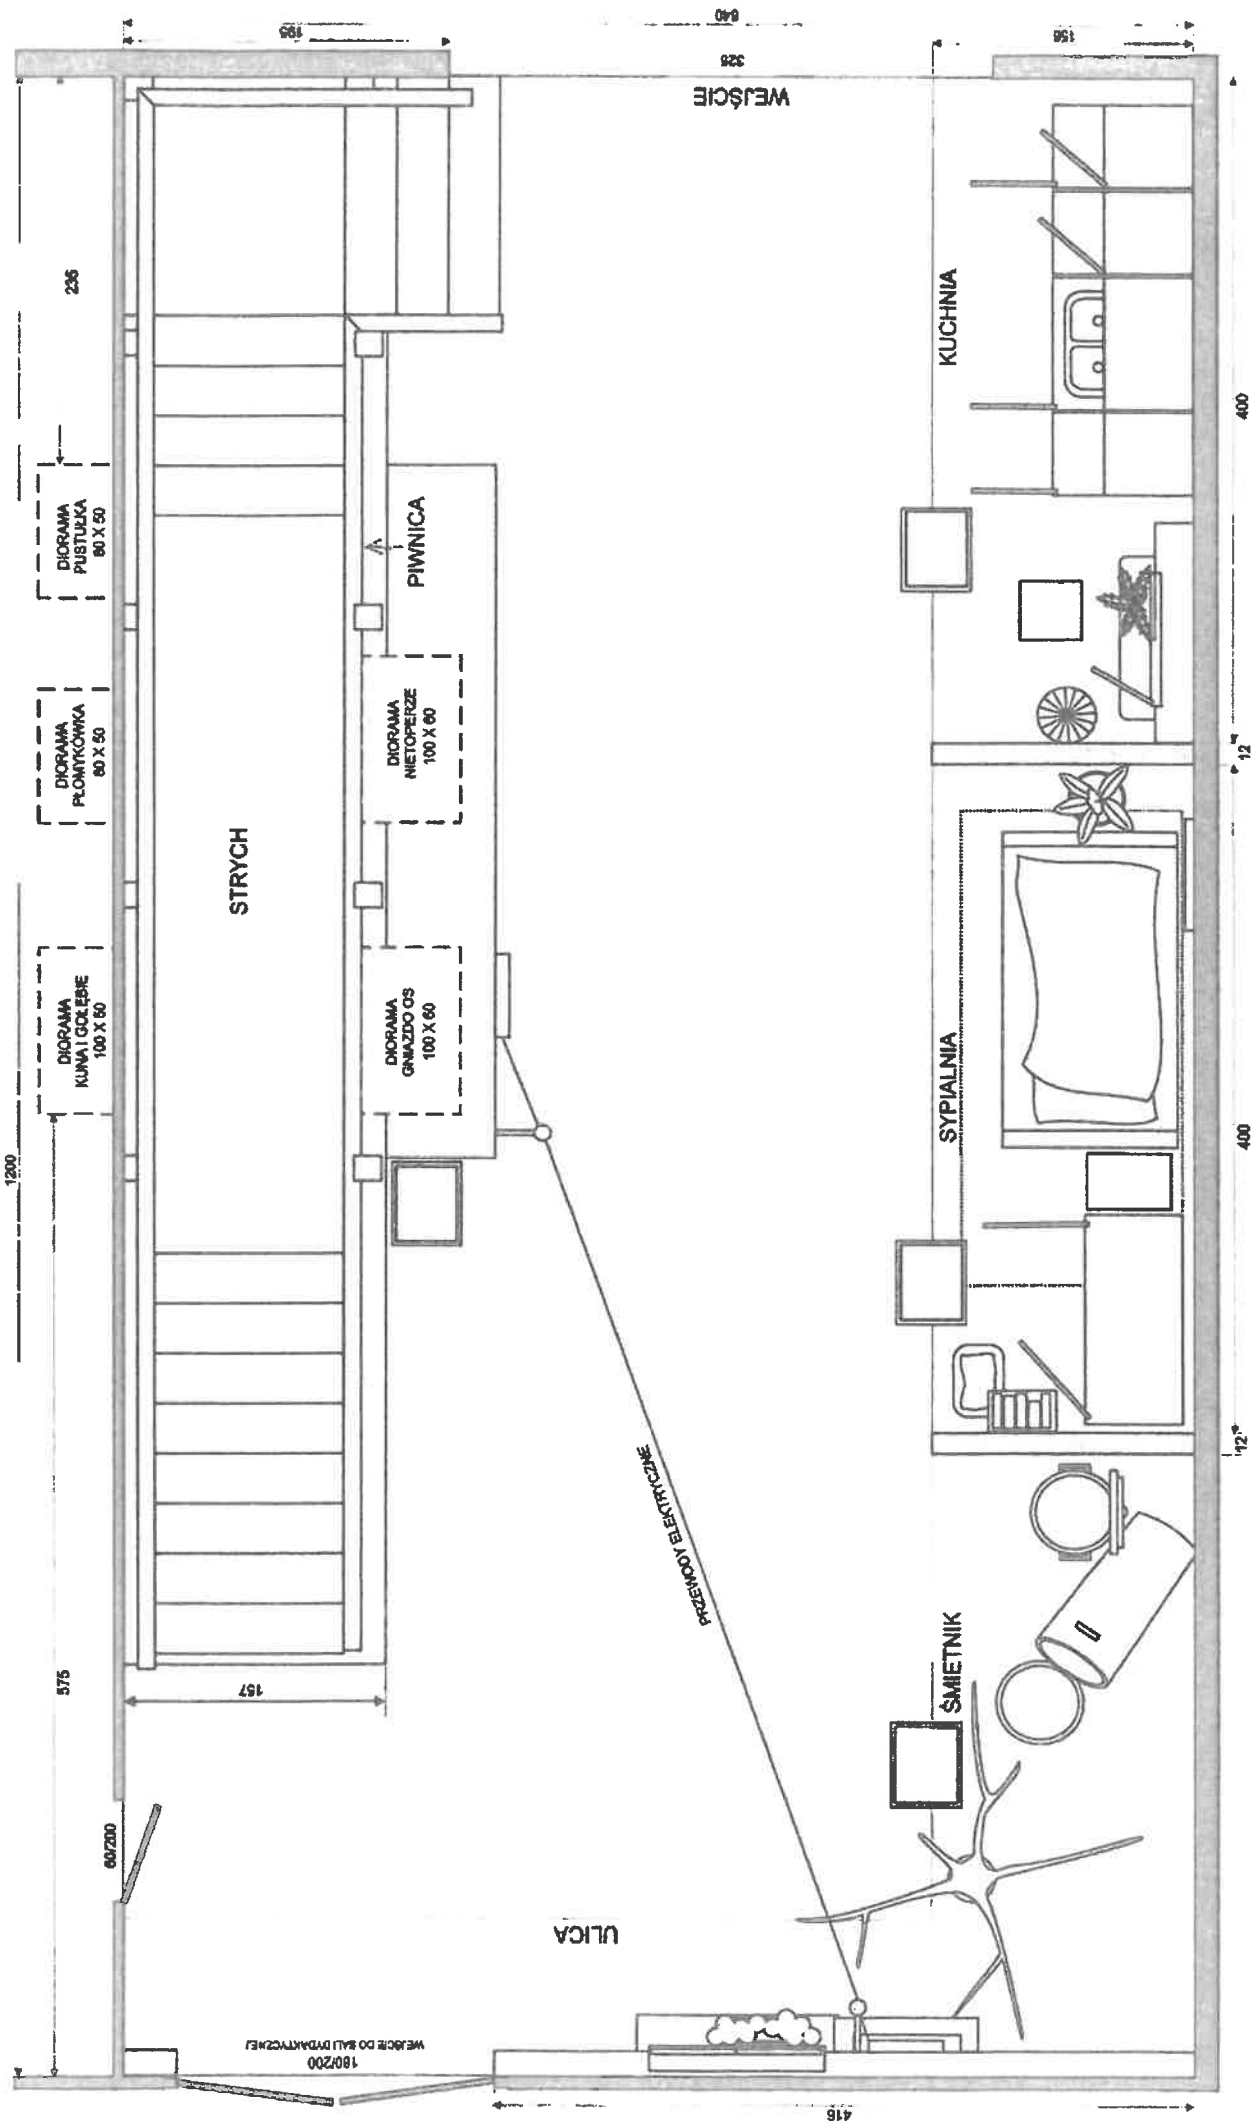 1200
575
236
DIORAMA
KUNA I GOŁĘBIE
100 X 60
DIORAMA
PŁOMYKÓWKA
80 X 50
DIORAMA
PUSTUŁKA
80 X 50
60/200
157
195
640
STRYCH
PIWNICA
DIORAMA
GNIAZDO OS
100 X 60
DIORAMA
NIETOPERZE
100 X 60
WEJŚCIE
325
WEJŚCIE DO SALI DYDAKTYCZNEJ
180/200
ULICA
PRZEWODY ELEKTRYCZNE
ŚMIETNIK
SYPIALNIA
KUCHNIA
416
12
400
12
400
156